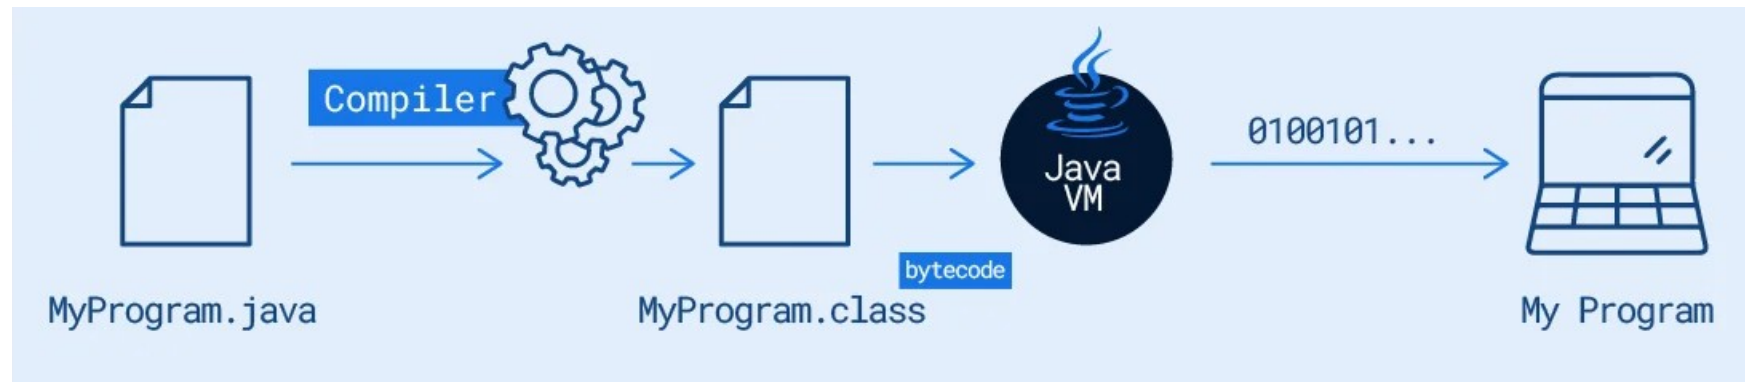 Compiler
0100101...
Java
VM
bytecode
MyProgram.java
MyProgram.class
My Program